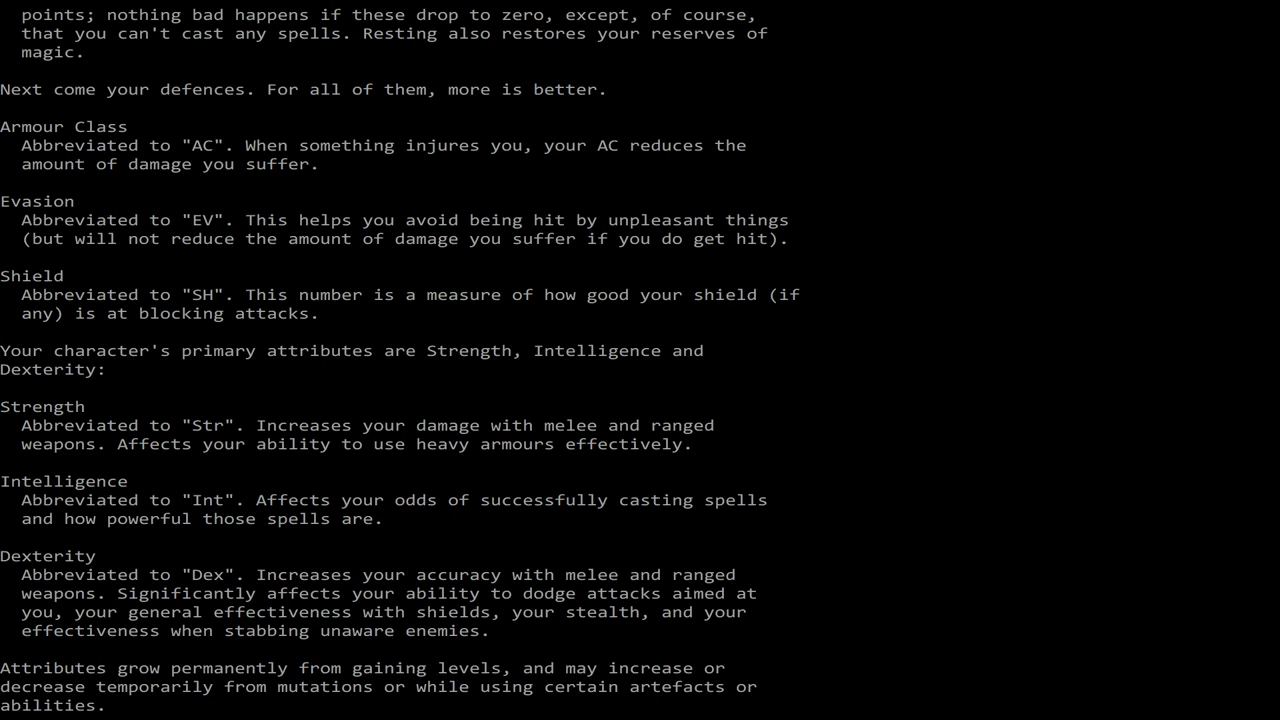 points; nothing bad happens if these drop to zero, except, of course,
that you can't cast any spells. Resting also restores your reserves of
magic.
Next come your defences. For all of them, more is better.
Armour Class
Abbreviated to "AC". When something injures you, your AC reduces the
amount of damage you suffer.
Evasion
Abbreviated to "EV". This helps you avoid being hit by unpleasant things
(but will not reduce the amount of damage you suffer if you do get hit).
Shield
Abbreviated to "SH". This number is a measure of how good your shield (if
any) is at blocking attacks.
Your character's primary attributes are Strength, Intelligence and
Dexterity:
Strength
Abbreviated to "Str". Increases your damage with melee and ranged
weapons. Affects your ability to use heavy armours effectively.
Intelligence
Abbreviated to "Int". Affects your odds of successfully casting spells
and how powerful those spells are.
Dexterity
Abbreviated to "Dex". Increases your accuracy with melee and ranged
weapons. Significantly affects your ability to dodge attacks aimed at
you, your general effectiveness with shields, your stealth, and your
effectiveness when stabbing unaware enemies.
Attributes grow permanently from gaining levels, and may increase or
decrease temporarily from mutations or while using certain artefacts or
abilities.